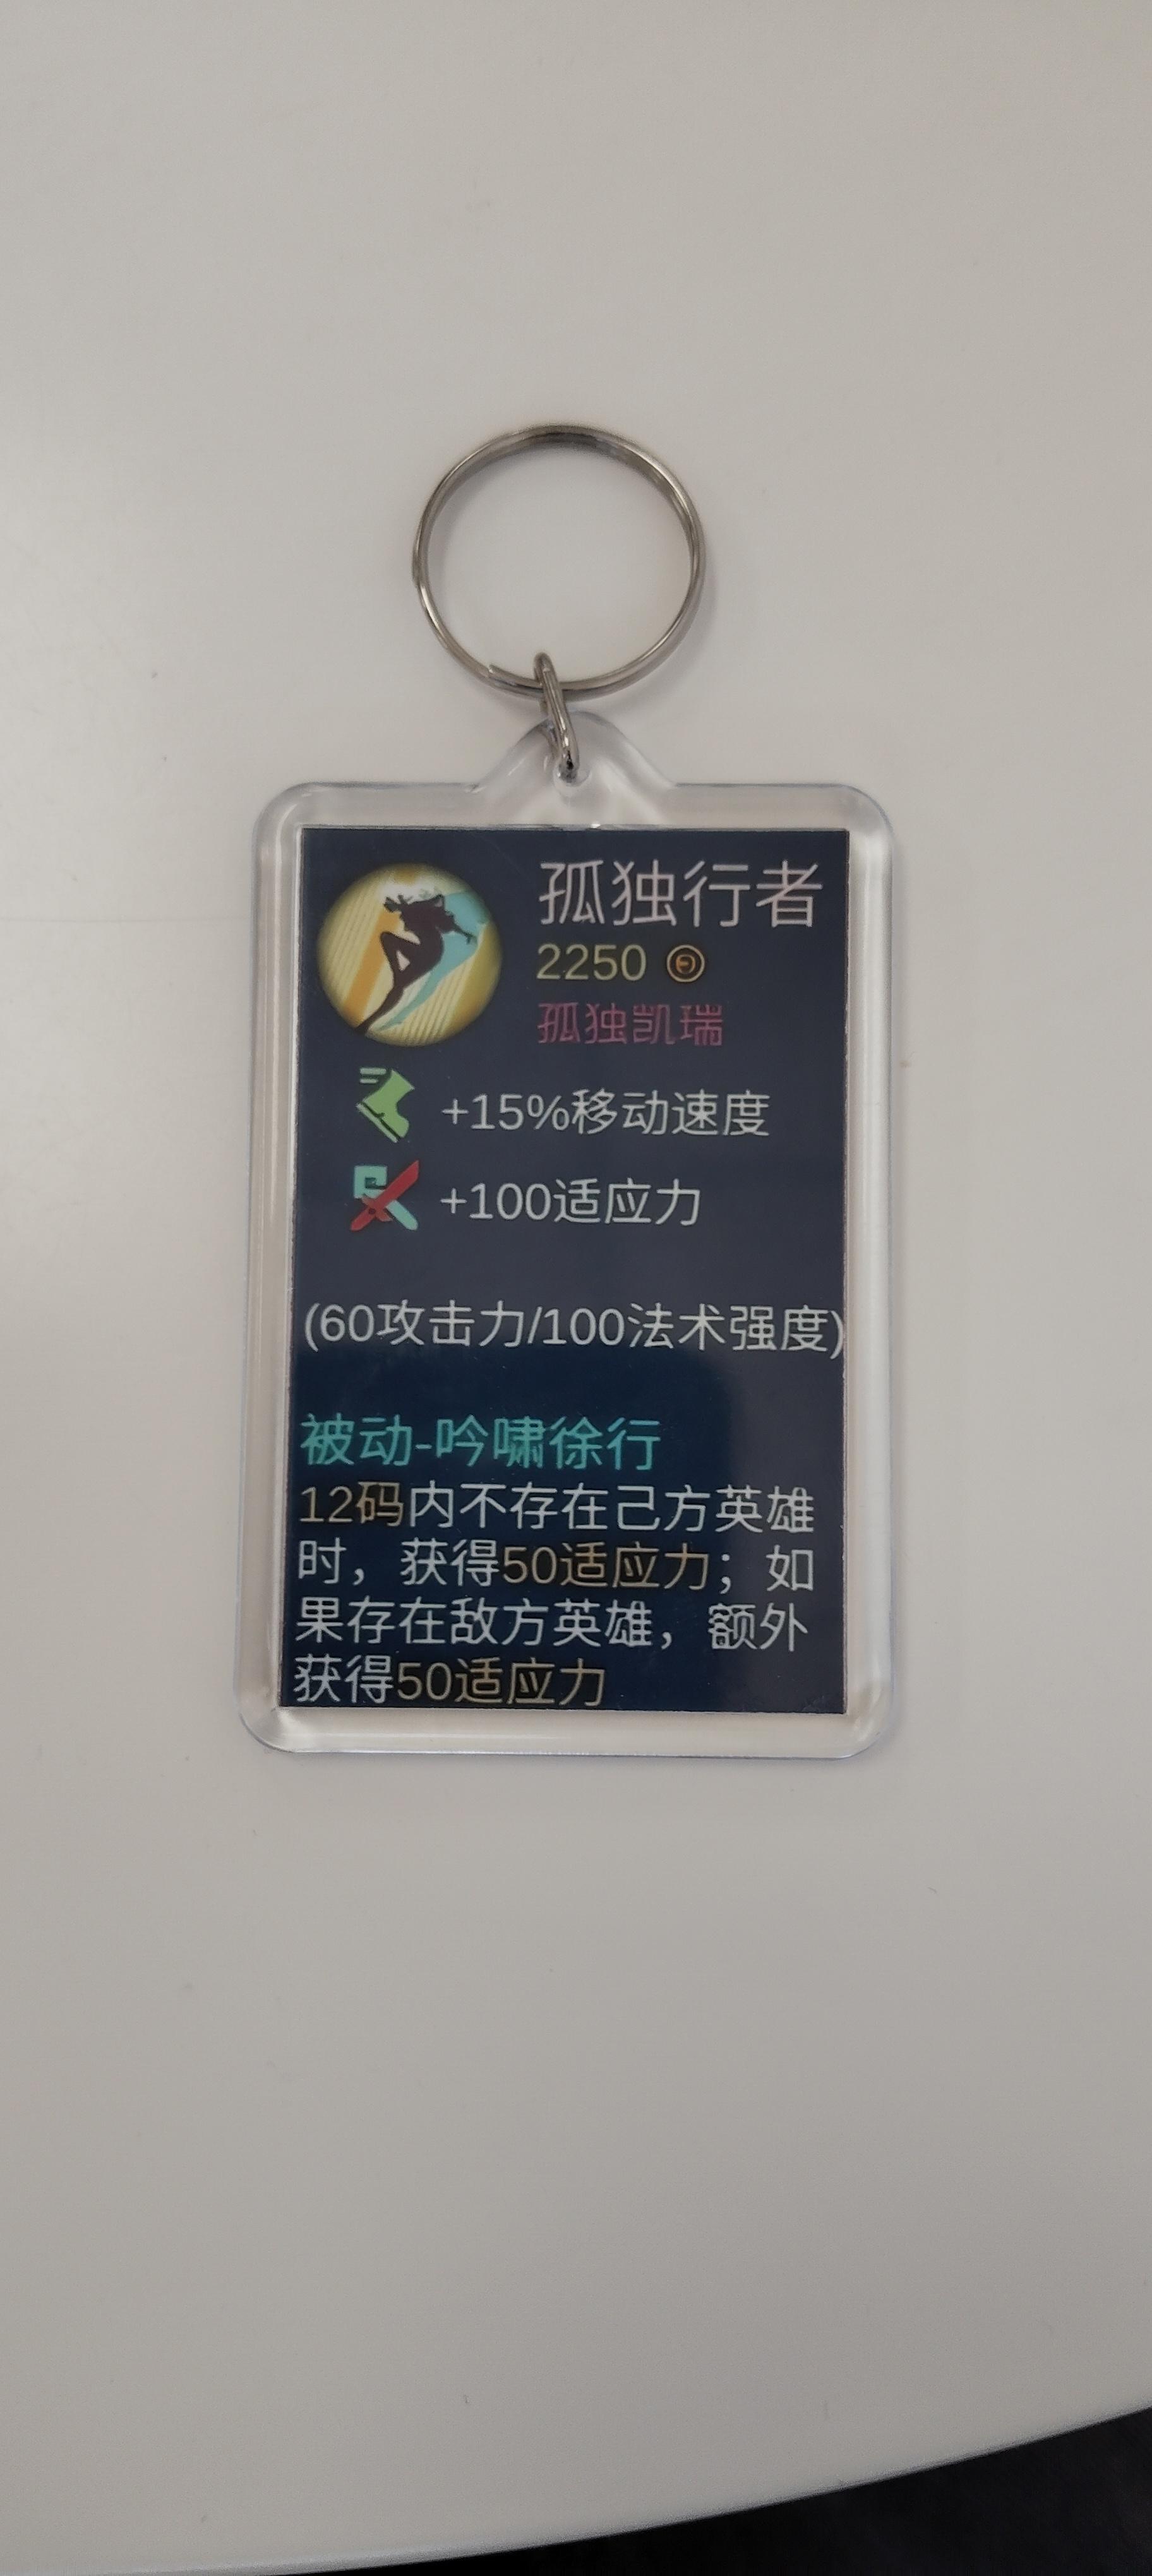 孤独行者
2250
孤独凯瑞
+15%移动速度
+100适应力
(60攻击力/100法术强度)
被动-吟啸徐行
12码内不存在己方英雄
时，获得50适应力；如
果存在敌方英雄，额外
获得50适应力